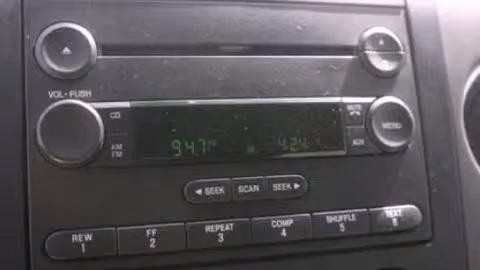 VOL - PUSH
CD
MUTE
MENU
AM
FM
94.7
4:24
AUX
◄ SEEK
SCAN
SEEK ►
REW
1
FF
2
REPEAT
3
COMP
4
SHUFFLE
5
TEXT
6